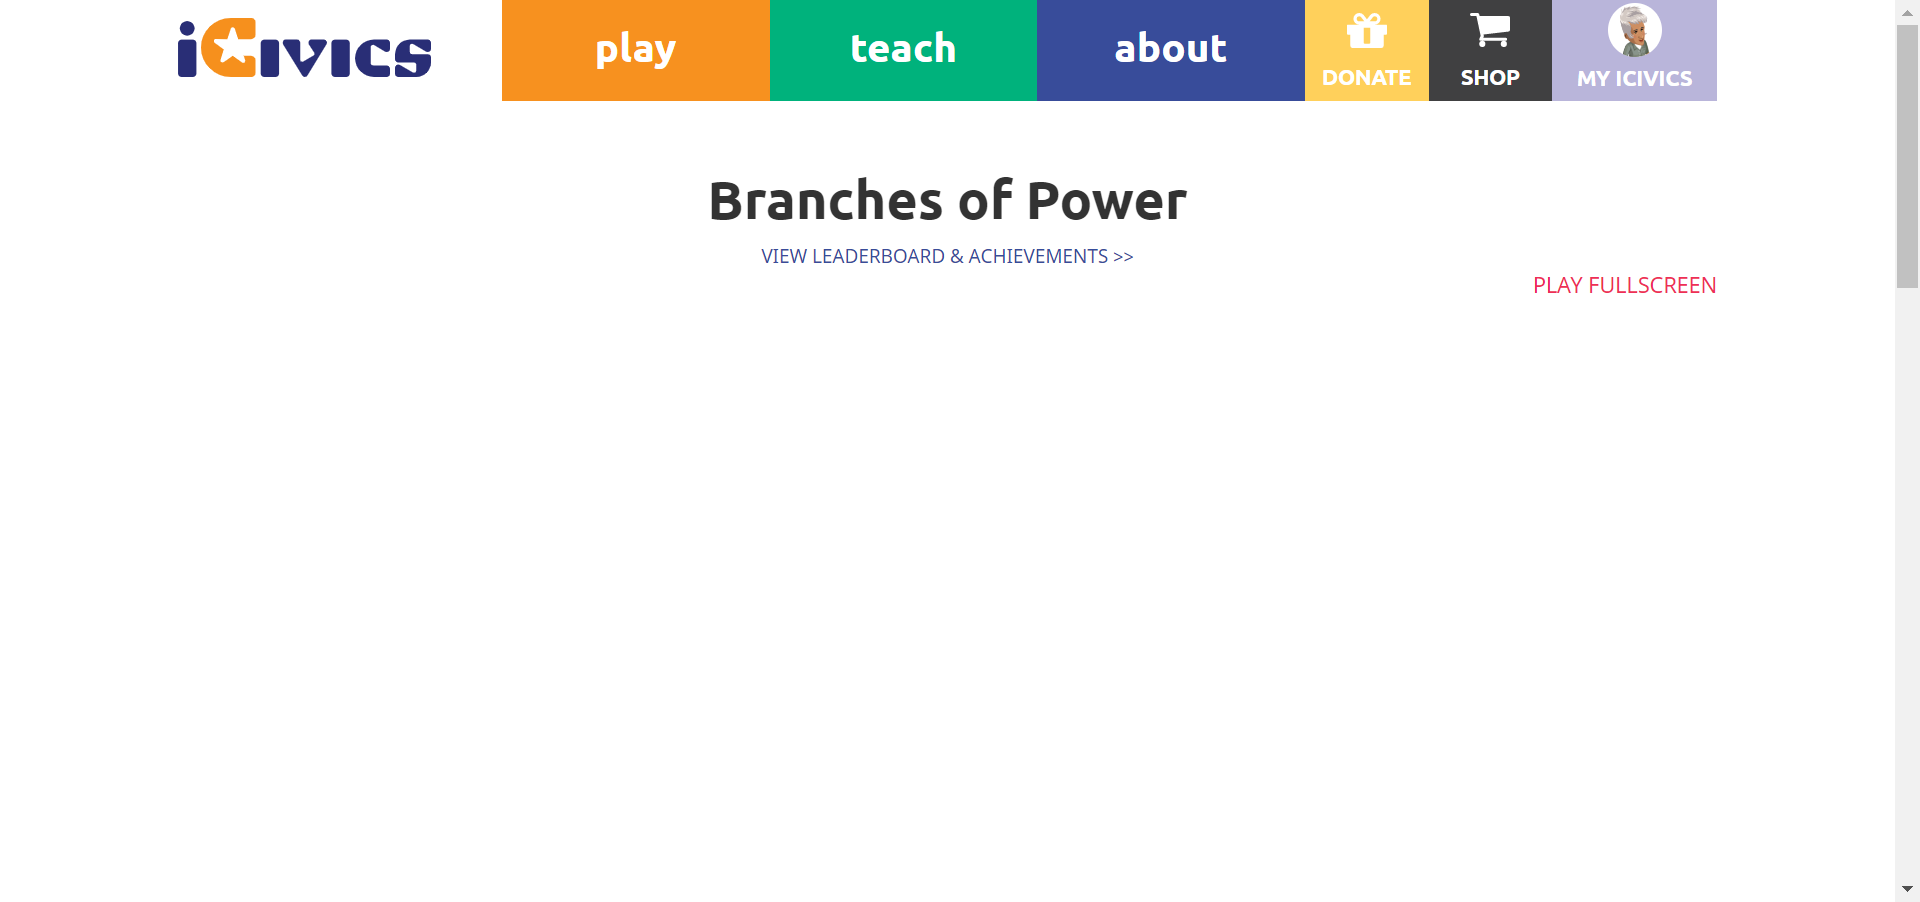 iCivics
play
teach
about
DONATE
SHOP
MY ICIVICS
Branches of Power
VIEW LEADERBOARD & ACHIEVEMENTS >>
PLAY FULLSCREEN